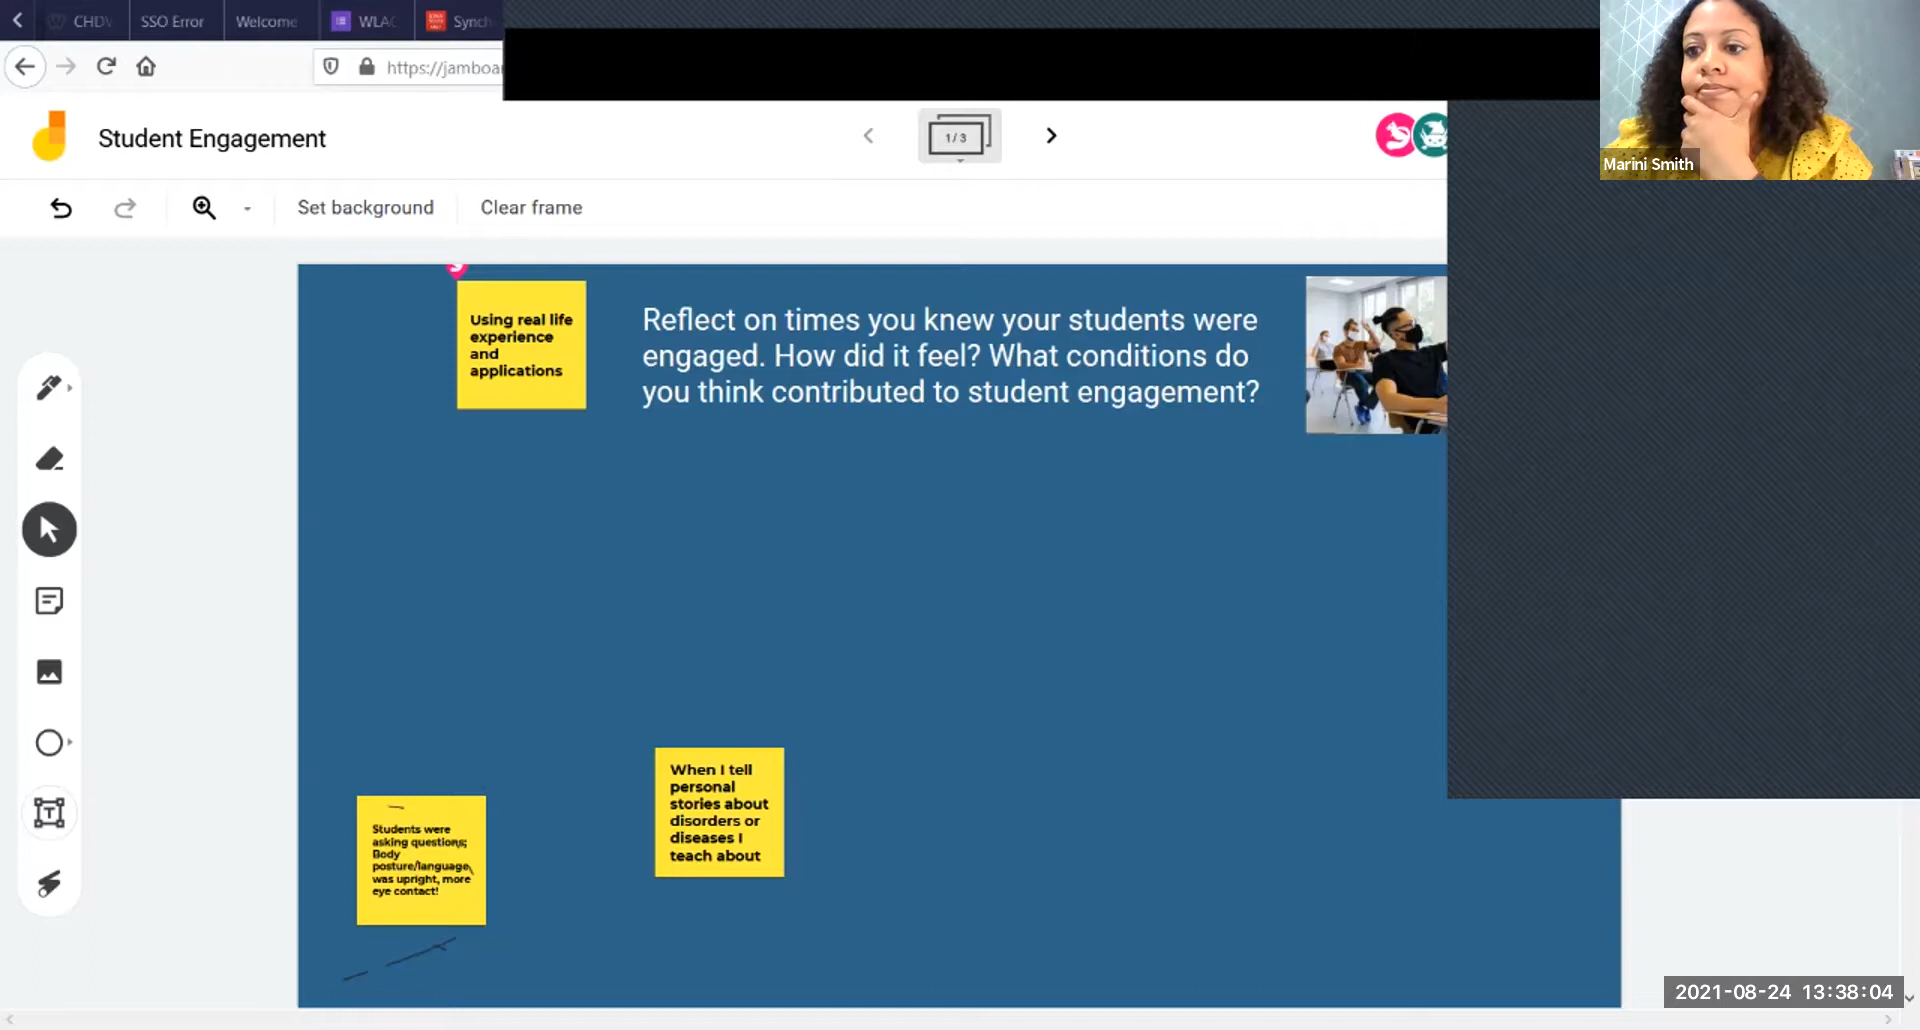 CHDV
SSO Error
Welcome
WLAC
Synch
https://jamboar
Student Engagement
1/3
Set background
Clear frame
Marini Smith
Using real life
experience
and
applications
Reflect on times you knew your students were
engaged. How did it feel? What conditions do
you think contributed to student engagement?
When I tell
personal
stories about
disorders or
diseases I
teach about
Students were
asking questions;
Body
posture/language
was upright, more
eye contact!
2021-08-24 13:38:04